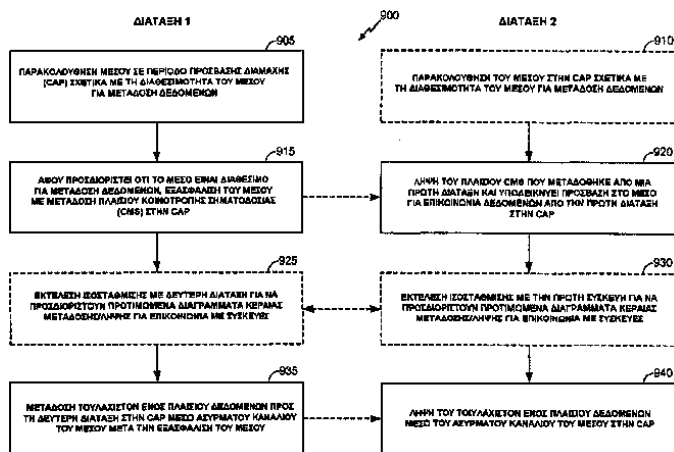 ΔΙΑΤΑΞΗ 1
900
ΔΙΑΤΑΞΗ 2
905
ΠΑΡΑΚΟΛΟΥΘΗΣΗ ΜΕΣΟΥ ΣΕ ΠΕΡΙΟΔΟ ΠΡΟΣΒΑΣΗΣ ΔΙΑΜΑΧΗΣ
(CAP) ΣΧΕΤΙΚΑ ΜΕ ΤΗ ΔΙΑΘΕΣΙΜΟΤΗΤΑ ΤΟΥ ΜΕΣΟΥ
ΓΙΑ ΜΕΤΑΔΟΣΗ ΔΕΔΟΜΕΝΩΝ
910
ΠΑΡΑΚΟΛΟΥΘΗΣΗ ΤΟΥ ΜΕΣΟΥ ΣΤΗΝ CAP ΣΧΕΤΙΚΑ ΜΕ
ΤΗ ΔΙΑΘΕΣΙΜΟΤΗΤΑ ΤΟΥ ΜΕΣΟΥ ΓΙΑ ΜΕΤΑΔΟΣΗ ΔΕΔΟΜΕΝΩΝ
915
ΑΦΟΥ ΠΡΟΣΔΙΟΡΙΣΤΕΙ ΟΤΙ ΤΟ ΜΕΣΟ ΕΙΝΑΙ ΔΙΑΘΕΣΙΜΟ
ΓΙΑ ΜΕΤΑΔΟΣΗ ΔΕΔΟΜΕΝΩΝ, ΕΞΑΣΦΑΛΙΣΗ ΤΟΥ ΜΕΣΟΥ
ΜΕ ΜΕΤΑΔΟΣΗ ΠΛΑΙΣΙΟΥ ΚΟΙΝΟΤΡΟΠΗΣ ΣΗΜΑΤΟΔΟΣΙΑΣ
(CMS) ΣΤΗΝ CAP
920
ΛΗΨΗ ΤΟΥ ΠΛΑΙΣΙΟΥ CMS ΠΟΥ ΜΕΤΑΔΟΘΗΚΕ ΑΠΟ ΜΙΑ
ΠΡΩΤΗ ΔΙΑΤΑΞΗ ΚΑΙ ΥΠΟΔΕΙΚΝΥΕΙ ΠΡΟΣΒΑΣΗ ΣΤΟ ΜΕΣΟ
ΓΙΑ ΕΠΙΚΟΙΝΩΝΙΑ ΔΕΔΟΜΕΝΩΝ ΑΠΟ ΤΗΝ ΠΡΩΤΗ ΔΙΑΤΑΞΗ
ΣΤΗΝ CAP
925
ΕΚΤΕΛΕΣΗ ΙΣΟΣΤΑΘΜΙΣΗΣ ΜΕ ΔΕΥΤΕΡΗ ΔΙΑΤΑΞΗ ΓΙΑ ΝΑ
ΠΡΟΣΔΙΟΡΙΣΤΟΥΝ ΠΡΟΤΙΜΩΜΕΝΑ ΔΙΑΓΡΑΜΜΑΤΑ ΚΕΡΑΙΑΣ
ΜΕΤΑΔΟΣΗΣ/ΛΗΨΗΣ ΓΙΑ ΕΠΙΚΟΙΝΩΝΙΑ ΜΕ ΣΥΣΚΕΥΕΣ
930
ΕΚΤΕΛΕΣΗ ΙΣΟΣΤΑΘΜΙΣΗΣ ΜΕ ΤΗΝ ΠΡΩΤΗ ΣΥΣΚΕΥΗ ΓΙΑ ΝΑ
ΠΡΟΣΔΙΟΡΙΣΤΟΥΝ ΠΡΟΤΙΜΩΜΕΝΑ ΔΙΑΓΡΑΜΜΑΤΑ ΚΕΡΑΙΑΣ
ΜΕΤΑΔΟΣΗΣ/ΛΗΨΗΣ ΓΙΑ ΕΠΙΚΟΙΝΩΝΙΑ ΜΕ ΣΥΣΚΕΥΕΣ
935
ΜΕΤΑΔΟΣΗ ΤΟΥΛΑΧΙΣΤΟΝ ΕΝΟΣ ΠΛΑΙΣΙΟΥ ΔΕΔΟΜΕΝΩΝ ΠΡΟΣ
ΤΗ ΔΕΥΤΕΡΗ ΔΙΑΤΑΞΗ ΣΤΗΝ CAP ΜΕΣΩ ΑΣΥΡΜΑΤΟΥ ΚΑΝΑΛΙΟΥ
ΤΟΥ ΜΕΣΟΥ ΜΕΤΑ ΤΗΝ ΕΞΑΣΦΑΛΙΣΗ ΤΟΥ ΜΕΣΟΥ
940
ΛΗΨΗ ΤΟΥ ΤΟΥΛΑΧΙΣΤΟΝ ΕΝΟΣ ΠΛΑΙΣΙΟΥ ΔΕΔΟΜΕΝΩΝ
ΜΕΣΩ ΤΟΥ ΑΣΥΡΜΑΤΟΥ ΚΑΝΑΛΙΟΥ ΤΟΥ ΜΕΣΟΥ ΣΤΗΝ CAP